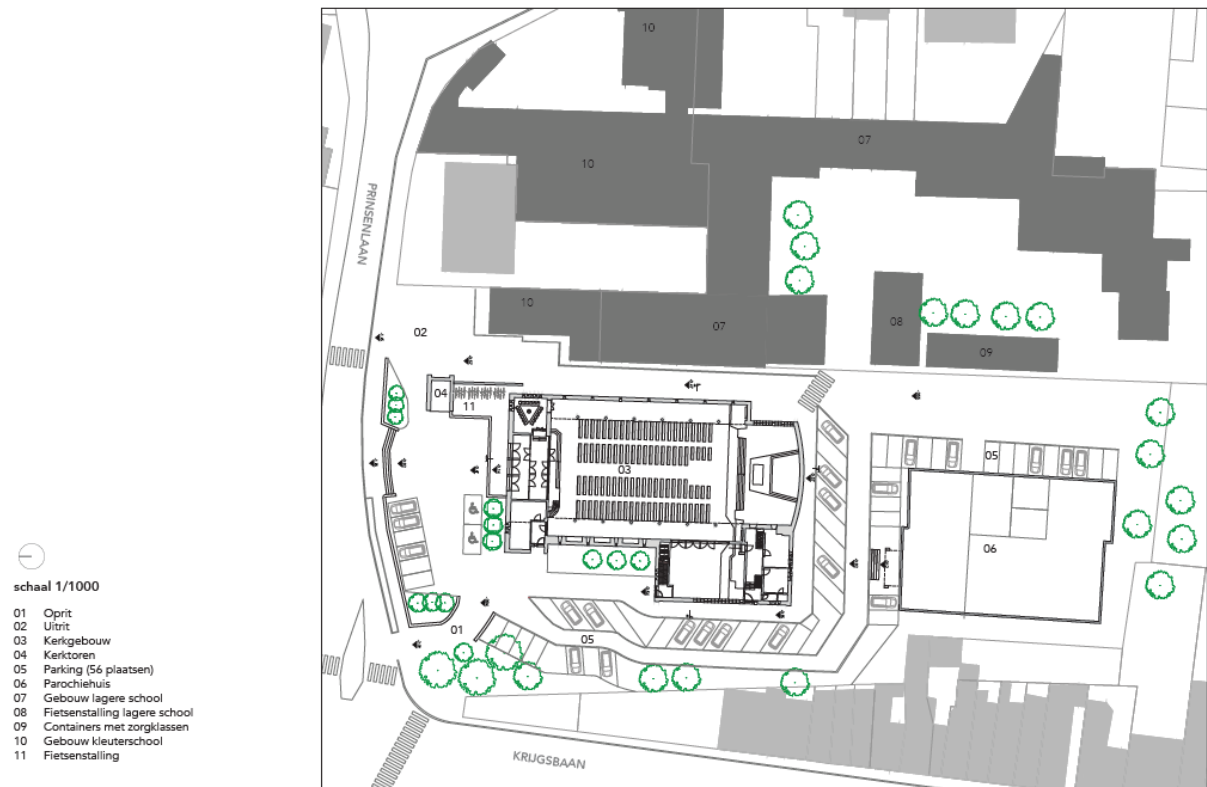 10
07
10
PRINSENLAAN
10
07
08
09
02
04
11
03
05
06
01
05
KRIJGSBAAN
schaal 1/1000
01 Oprit
02 Uitrit
03 Kerkgebouw
04 Kerktoren
05 Parking (56 plaatsen)
06 Parochiehuis
07 Gebouw lagere school
08 Fietsenstalling lagere school
09 Containers met zorgklassen
10 Gebouw kleuterschool
11 Fietsenstalling